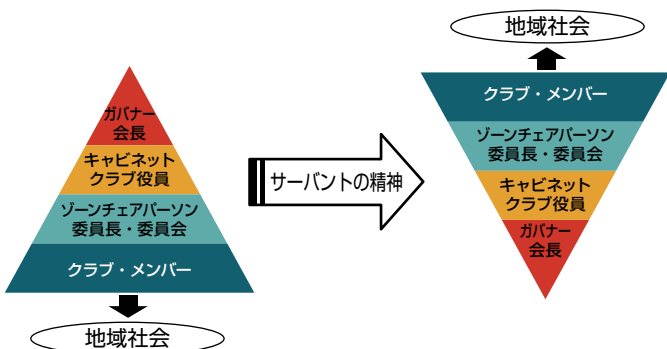 ガバナー
会長
キャビネット
クラブ役員
ゾーンチェアパーソン
委員長・委員会
クラブ・メンバー
地域社会
サーバントの精神
地域社会
クラブ・メンバー
ゾーンチェアパーソン
委員長・委員会
キャビネット
クラブ役員
ガバナー
会長